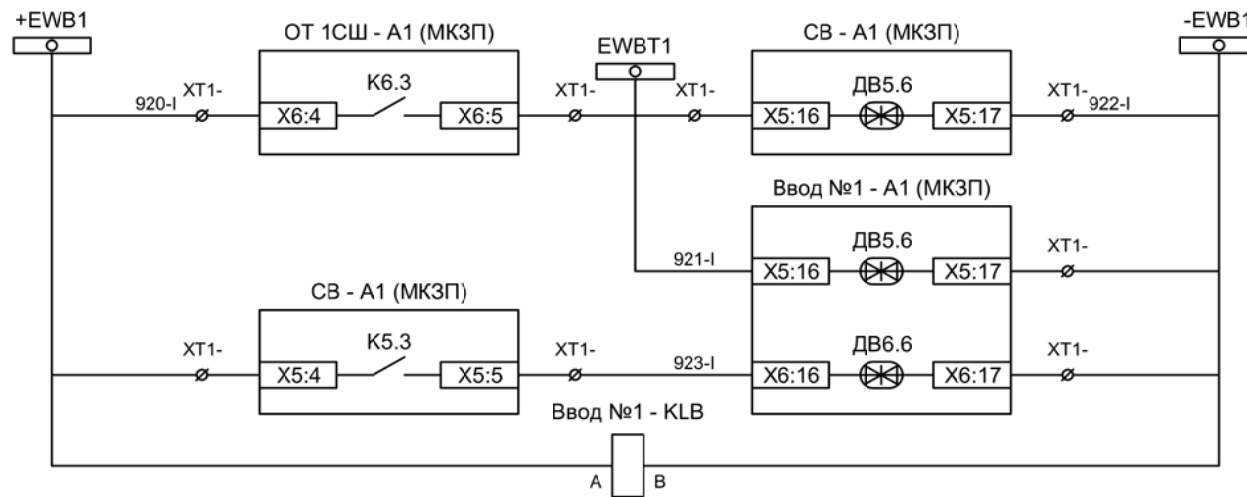 +EWB1
ОТ 1СШ - А1 (МКЗП)
EWBT1
СВ - А1 (МКЗП)
-EWB1
XT1-
920-I
X6:4
K6.3
X6:5
XT1-
XT1-
X5:16
ДВ5.6
X5:17
XT1-
922-I
Ввод №1 - А1 (МКЗП)
921-I
X5:16
ДВ5.6
X5:17
XT1-
СВ - А1 (МКЗП)
XT1-
X5:4
K5.3
X5:5
XT1-
923-I
X6:16
ДВ6.6
X6:17
XT1-
Ввод №1 - KLB
A
B